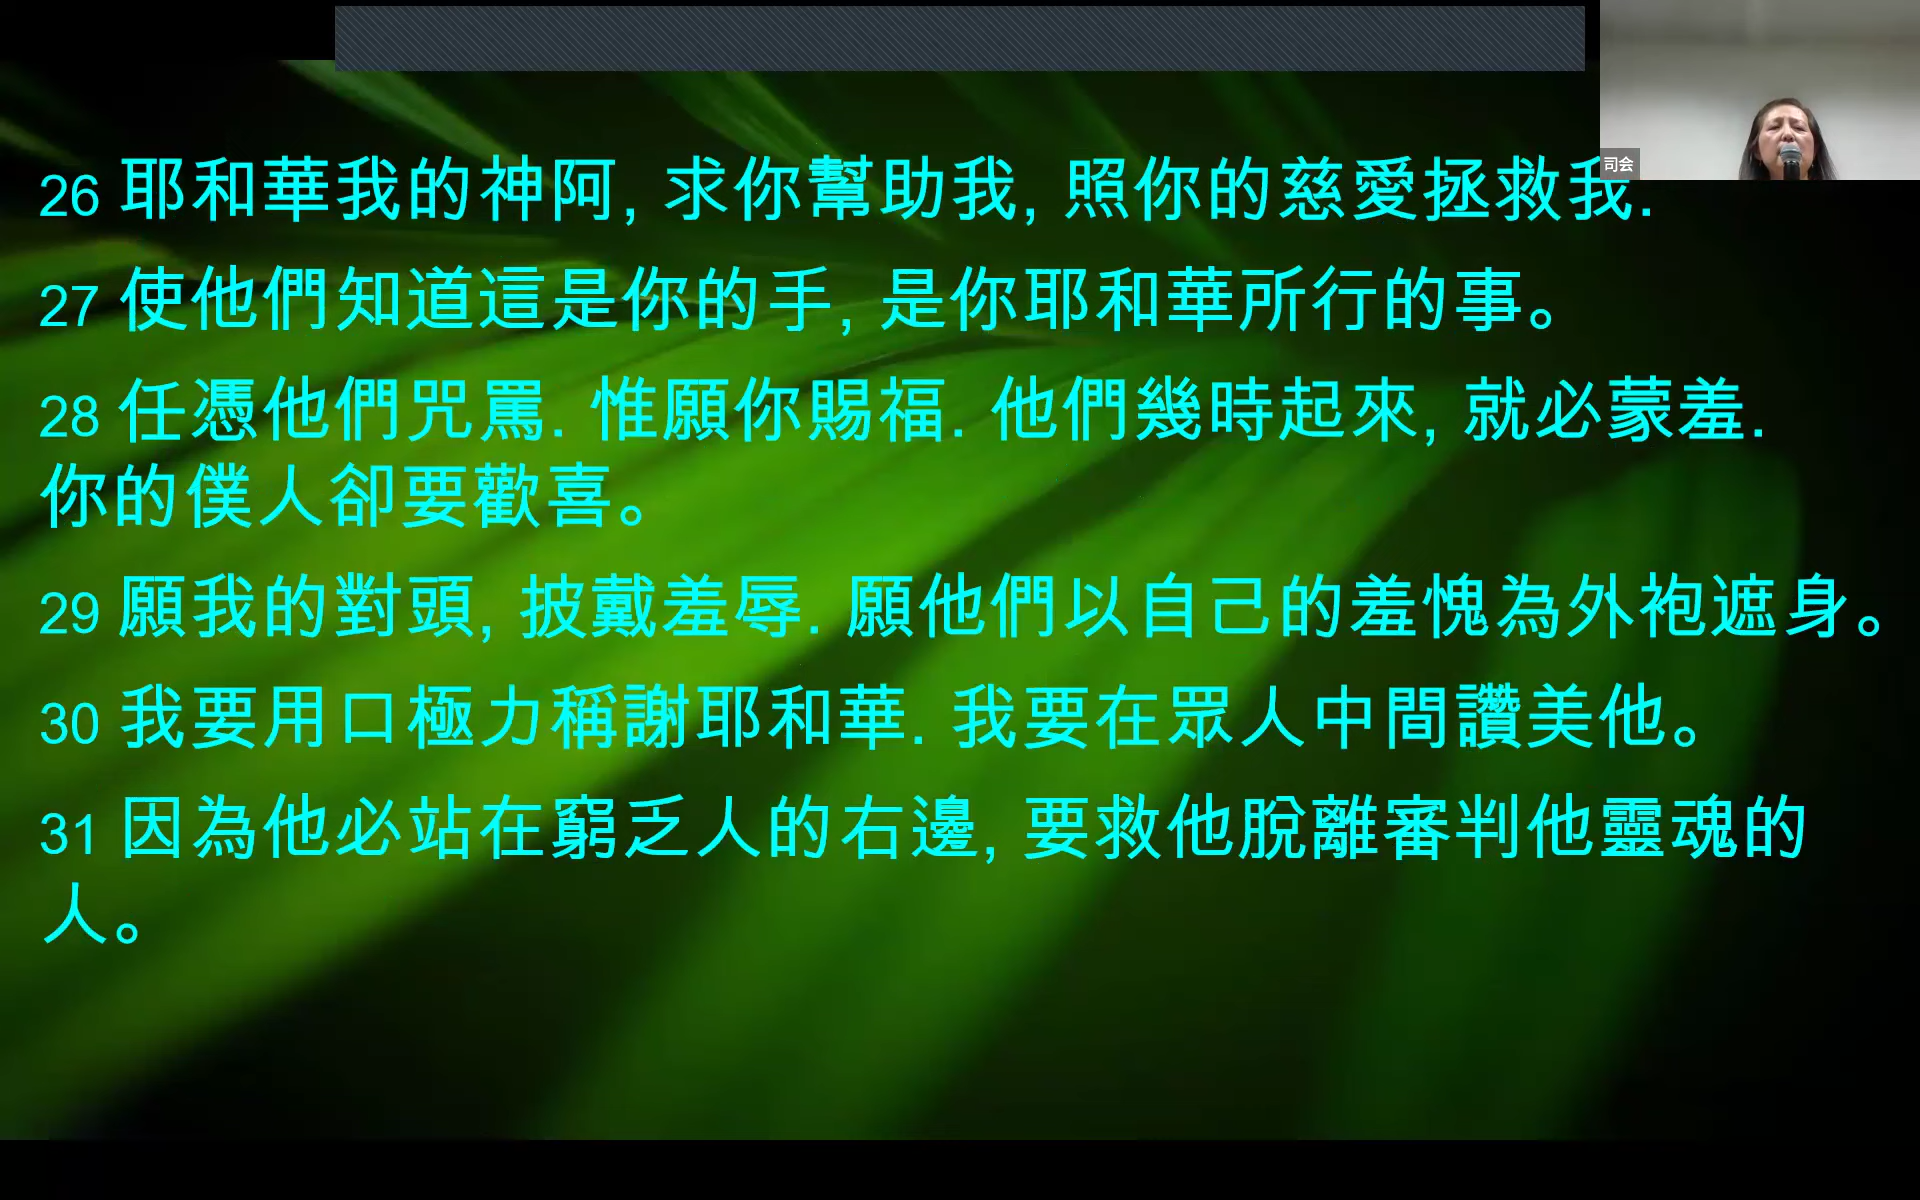 司会
26 耶和華我的神阿, 求你幫助我, 照你的慈愛拯救我.
27 使他們知道這是你的手, 是你耶和華所行的事。
28 任憑他們咒罵. 惟願你賜福. 他們幾時起來, 就必蒙羞.
你的僕人卻要歡喜。
29 願我的對頭, 披戴羞辱. 願他們以自己的羞愧為外袍遮身。
30 我要用口極力稱謝耶和華. 我要在眾人中間讚美他。
31 因為他必站在窮乏人的右邊, 要救他脫離審判他靈魂的
人。